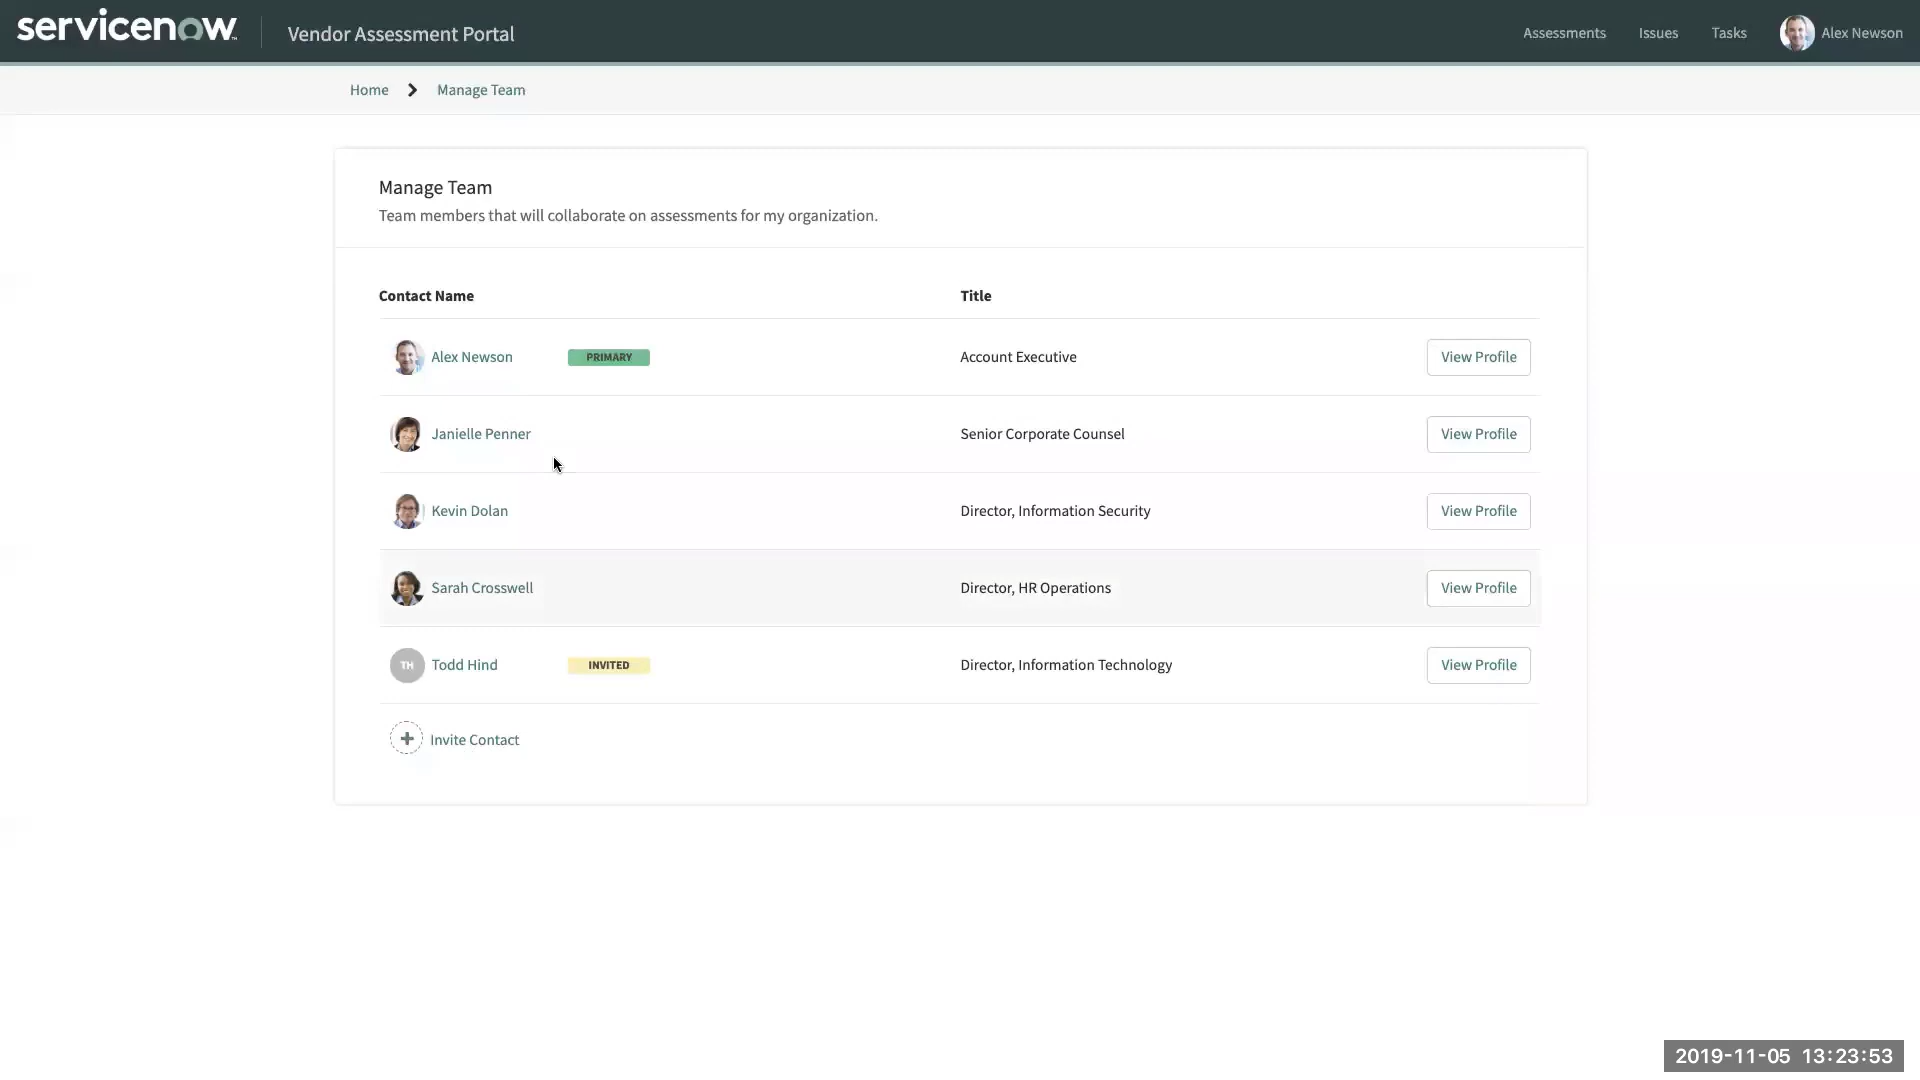 servicenow™
Vendor Assessment Portal
Assessments
Issues
Tasks
Alex Newson
Home
Manage Team
Manage Team
Team members that will collaborate on assessments for my organization.
Contact Name
Title
Alex Newson
PRIMARY
Account Executive
View Profile
Janielle Penner
Senior Corporate Counsel
View Profile
Kevin Dolan
Director, Information Security
View Profile
Sarah Crosswell
Director, HR Operations
View Profile
TH
Todd Hind
INVITED
Director, Information Technology
View Profile
Invite Contact
2019-11-05 13:23:53